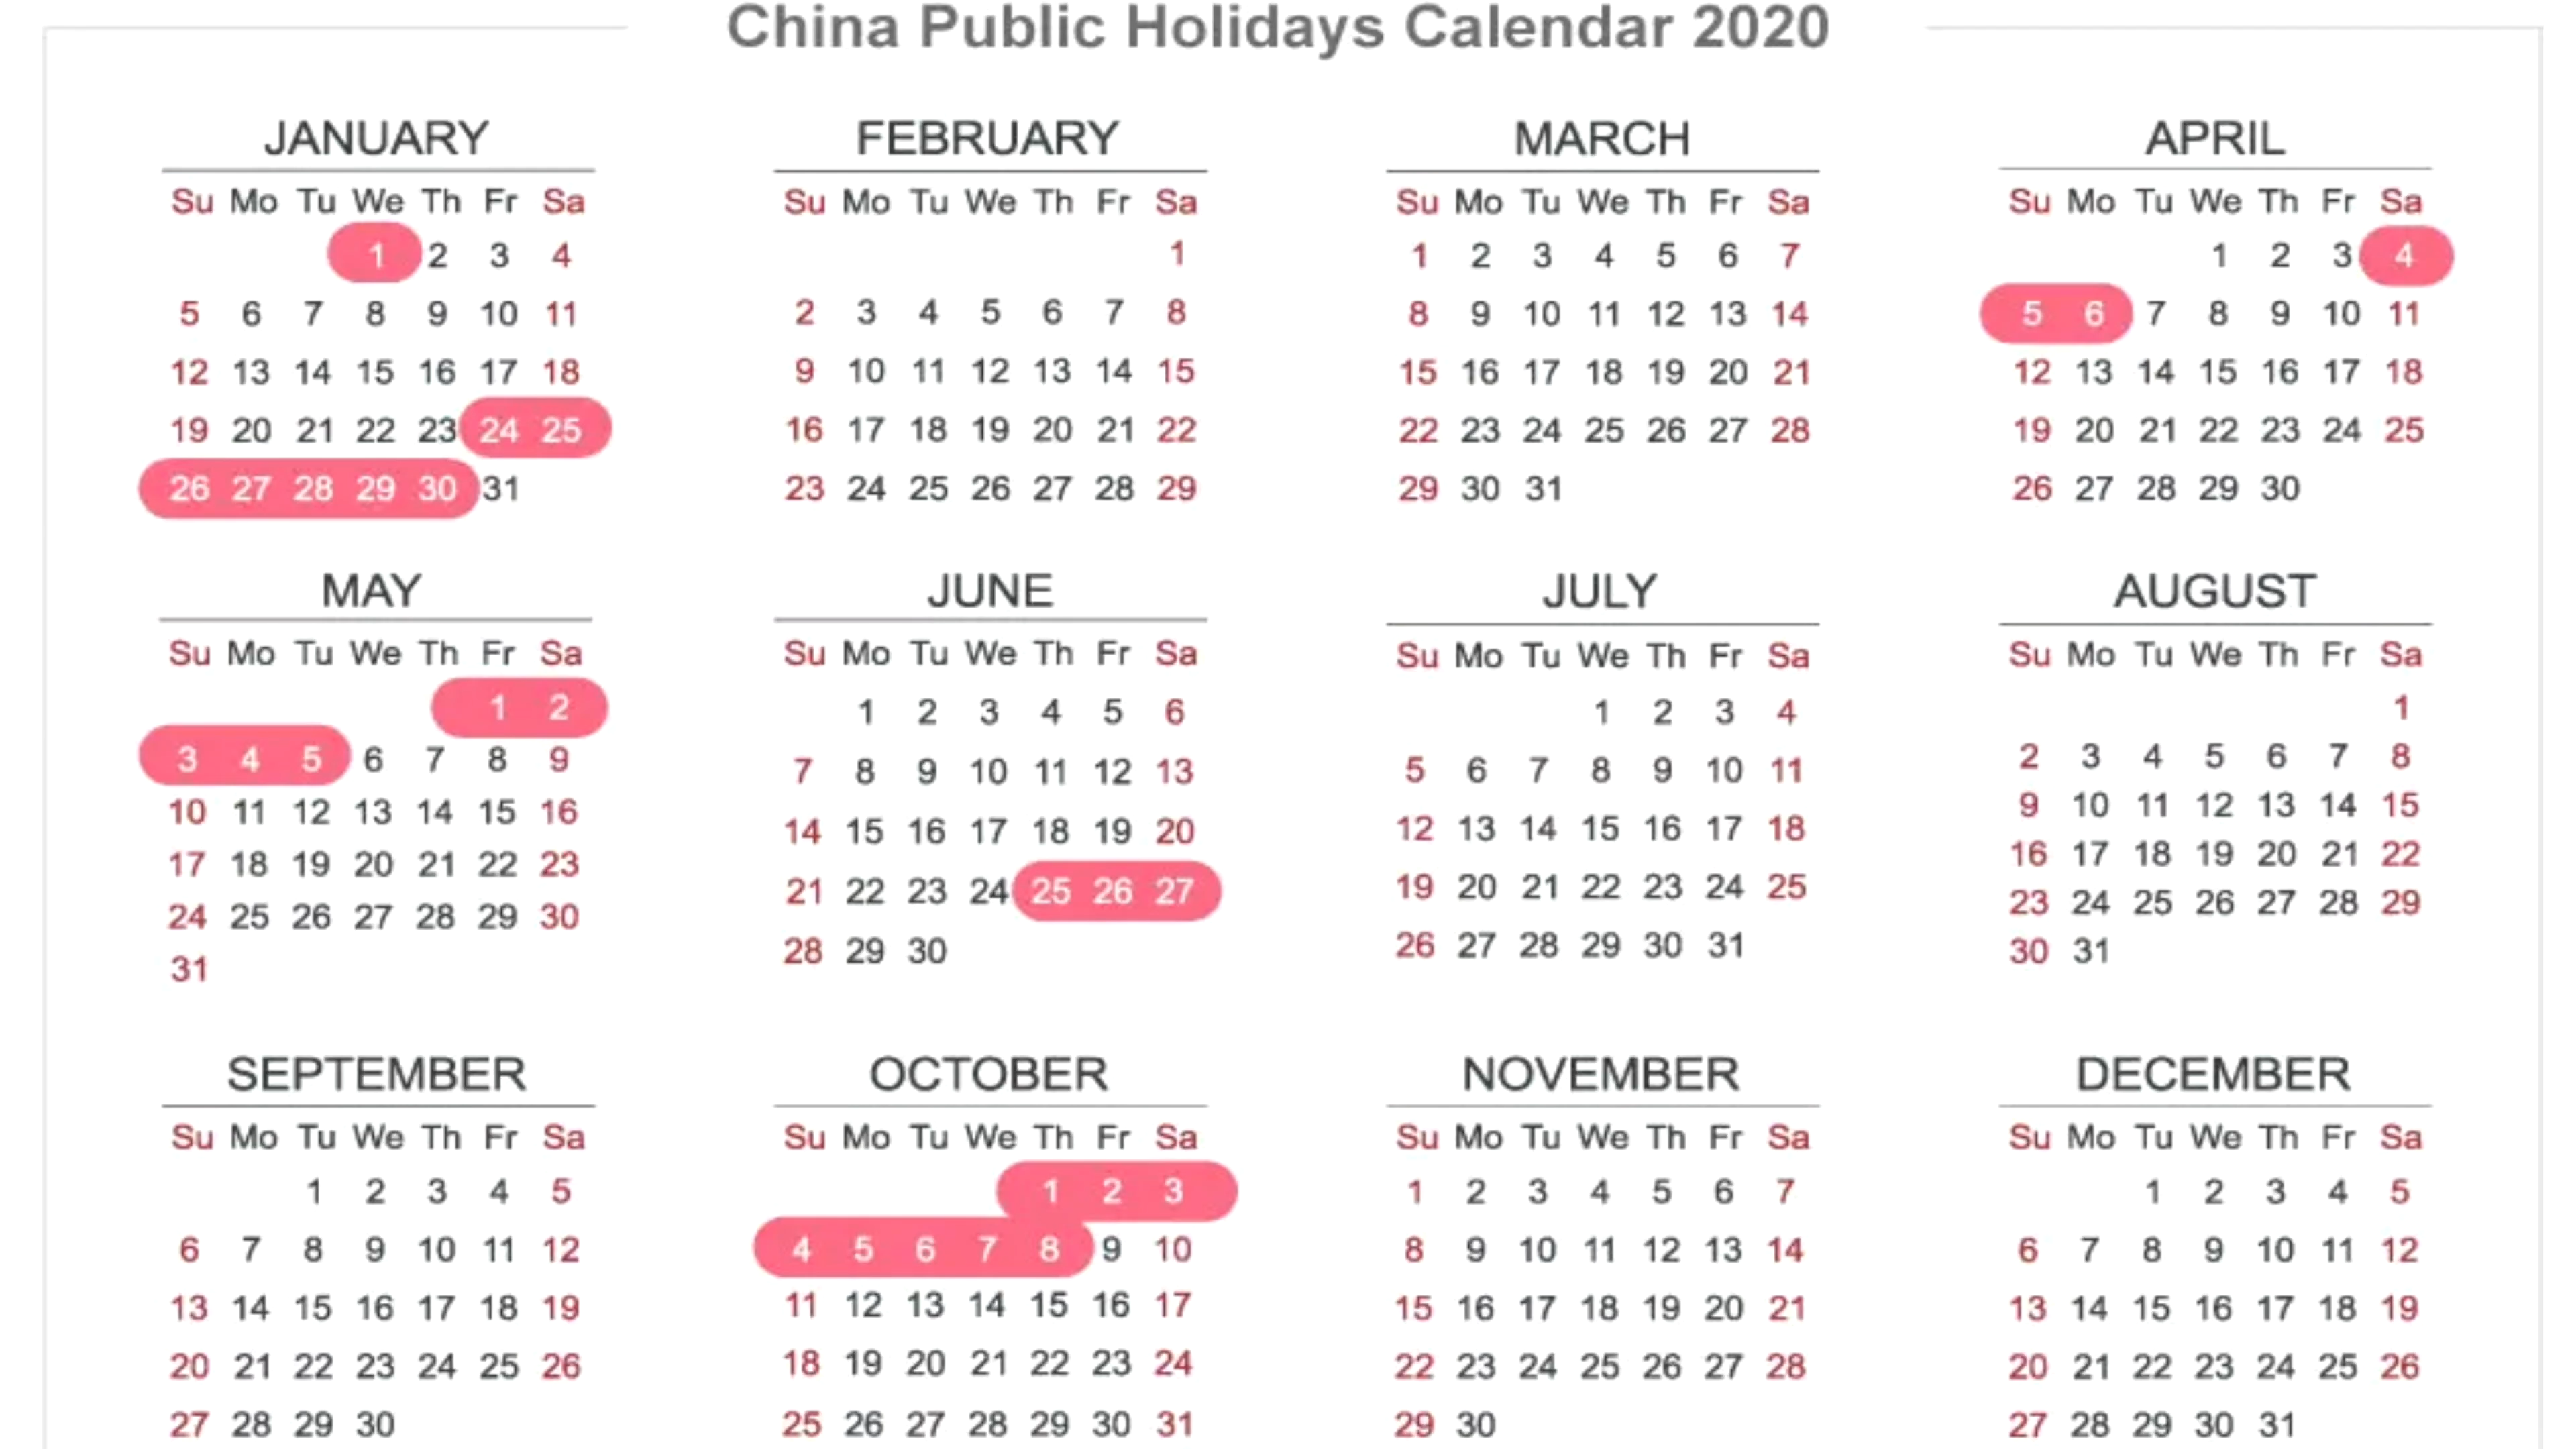 China Public Holidays Calendar 2020
JANUARY
Su Mo Tu We Th Fr Sa
1 2 3 4
5 6 7 8 9 10 11
12 13 14 15 16 17 18
19 20 21 22 23 24 25
26 27 28 29 30 31
FEBRUARY
Su Mo Tu We Th Fr Sa
1
2 3 4 5 6 7 8
9 10 11 12 13 14 15
16 17 18 19 20 21 22
23 24 25 26 27 28 29
MARCH
Su Mo Tu We Th Fr Sa
1 2 3 4 5 6 7
8 9 10 11 12 13 14
15 16 17 18 19 20 21
22 23 24 25 26 27 28
29 30 31
APRIL
Su Mo Tu We Th Fr Sa
1 2 3 4
5 6 7 8 9 10 11
12 13 14 15 16 17 18
19 20 21 22 23 24 25
26 27 28 29 30
MAY
Su Mo Tu We Th Fr Sa
1 2
3 4 5 6 7 8 9
10 11 12 13 14 15 16
17 18 19 20 21 22 23
24 25 26 27 28 29 30
31
JUNE
Su Mo Tu We Th Fr Sa
1 2 3 4 5 6
7 8 9 10 11 12 13
14 15 16 17 18 19 20
21 22 23 24 25 26 27
28 29 30
JULY
Su Mo Tu We Th Fr Sa
1 2 3 4
5 6 7 8 9 10 11
12 13 14 15 16 17 18
19 20 21 22 23 24 25
26 27 28 29 30 31
AUGUST
Su Mo Tu We Th Fr Sa
1
2 3 4 5 6 7 8
9 10 11 12 13 14 15
16 17 18 19 20 21 22
23 24 25 26 27 28 29
30 31
SEPTEMBER
Su Mo Tu We Th Fr Sa
1 2 3 4 5
6 7 8 9 10 11 12
13 14 15 16 17 18 19
20 21 22 23 24 25 26
27 28 29 30
OCTOBER
Su Mo Tu We Th Fr Sa
1 2 3
4 5 6 7 8 9 10
11 12 13 14 15 16 17
18 19 20 21 22 23 24
25 26 27 28 29 30 31
NOVEMBER
Su Mo Tu We Th Fr Sa
1 2 3 4 5 6 7
8 9 10 11 12 13 14
15 16 17 18 19 20 21
22 23 24 25 26 27 28
29 30
DECEMBER
Su Mo Tu We Th Fr Sa
1 2 3 4 5
6 7 8 9 10 11 12
13 14 15 16 17 18 19
20 21 22 23 24 25 26
27 28 29 30 31